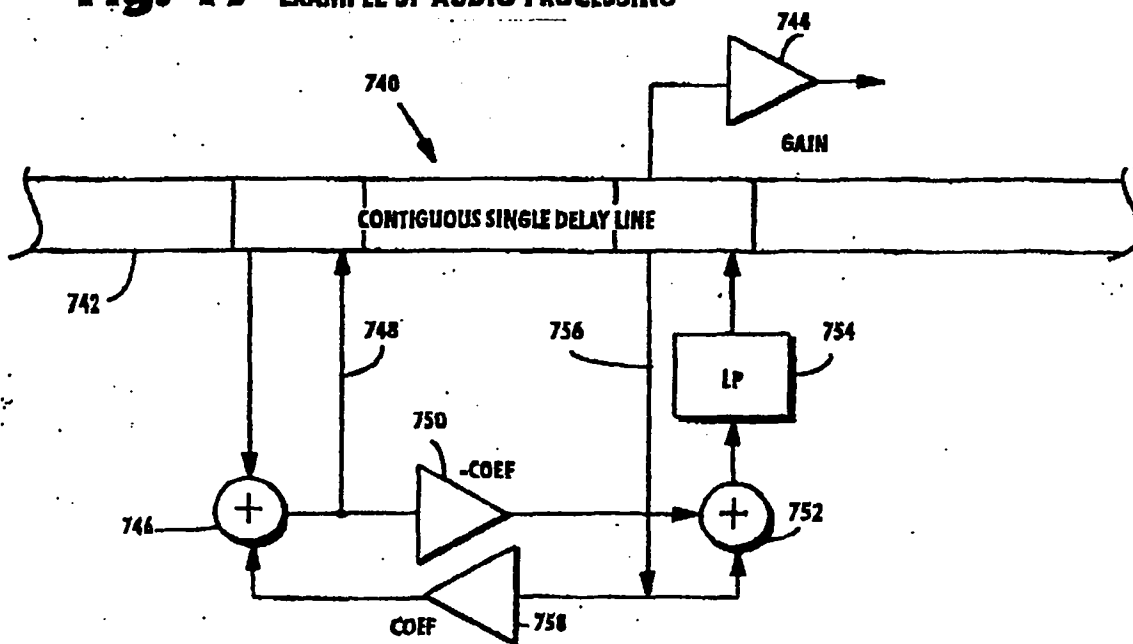 EXAMPLE OF AUDIO PROCESSING
744
740
GAIN
CONTIGUOUS SINGLE DELAY LINE
742
748
756
754
LP
750
-COEF
+
+
746
752
COEF
758